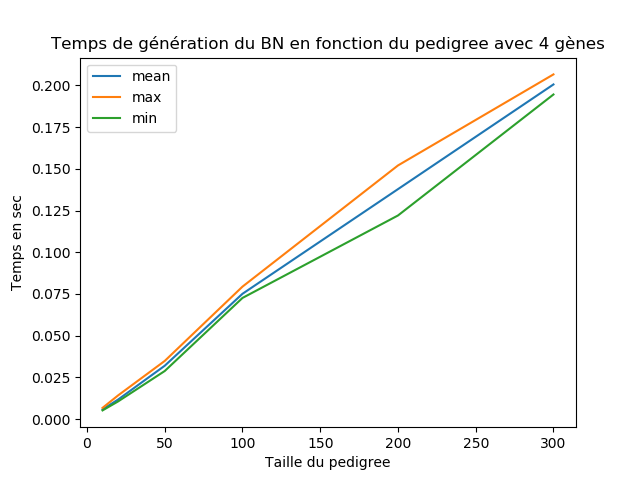 Temps de génération du BN en fonction du pedigree avec 4 gènes
mean
max
min
0.200
0.175
0.150
0.125
0.100
0.075
0.050
0.025
0.000
Temps en sec
0 50 100 150 200 250 300
Taille du pedigree